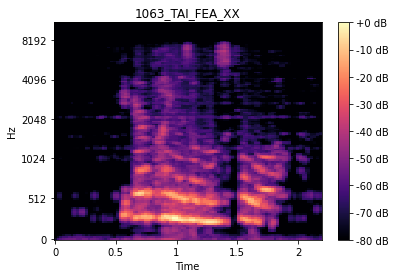 1063_TAI_FEA_XX
+0 dB
8192
-10 dB
4096
-20 dB
-30 dB
2048
-40 dB
Hz
1024
-50 dB
512
-60 dB
-70 dB
0
-80 dB
0 0.5 1 1.5 2
Time